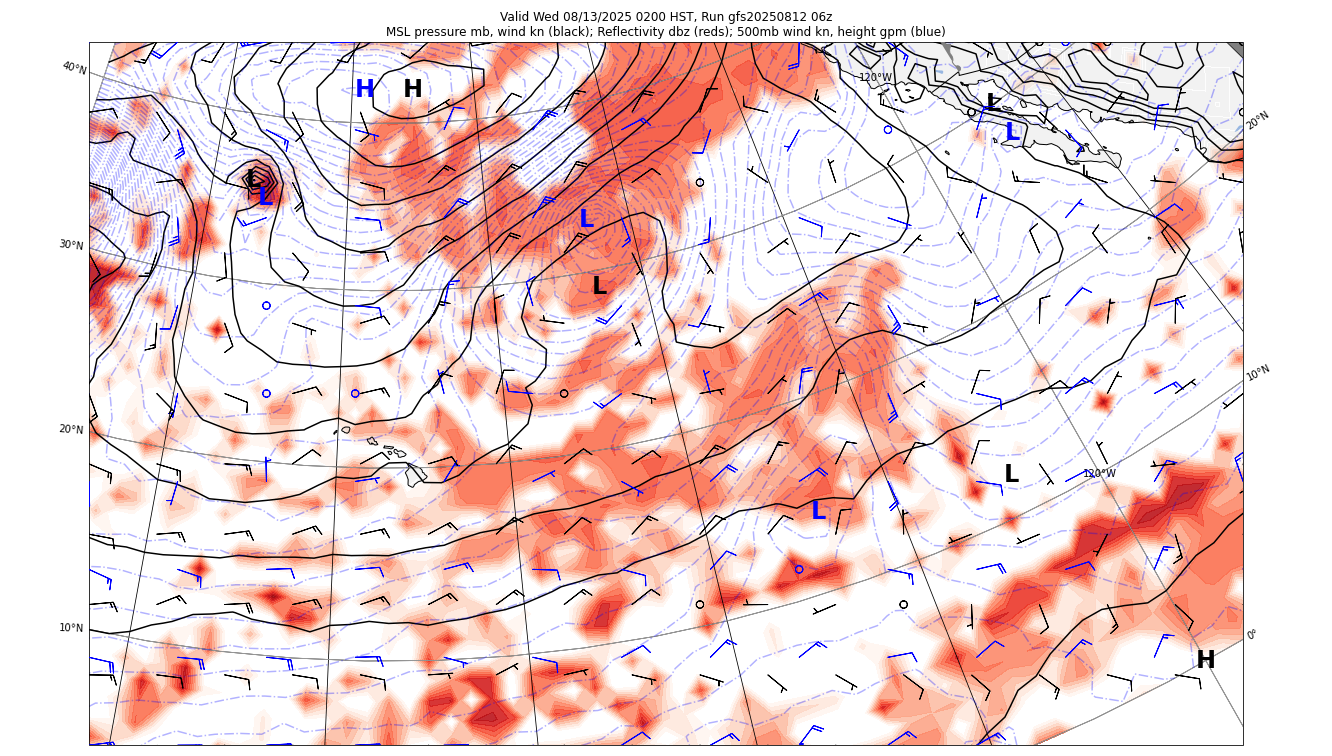 Valid Wed 08/13/2025 0200 HST, Run gfs20250812 06z
MSL pressure mb, wind kn (black); Reflectivity dbz (reds); 500mb wind kn, height gpm (blue)
40°N
H H
120°W
L
L
20°N
L
L
L
30°N
L
10°N
20°N
L
120°W
L
10°N
0°
H